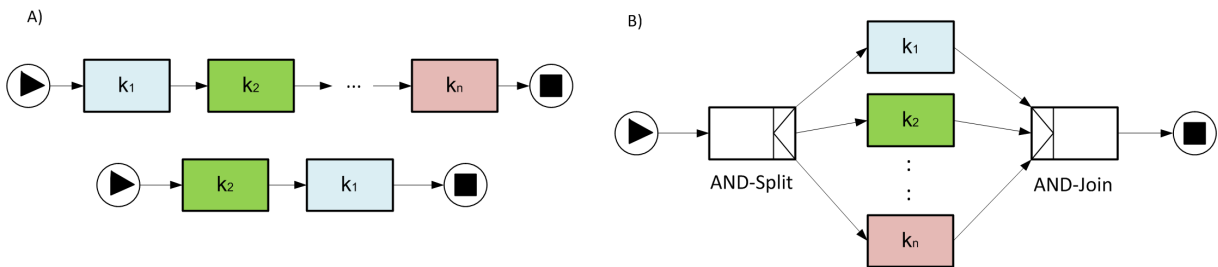 A)
k1
k2
...
kn
k2
k1
B)
k1
k2
kn
AND-Split
AND-Join